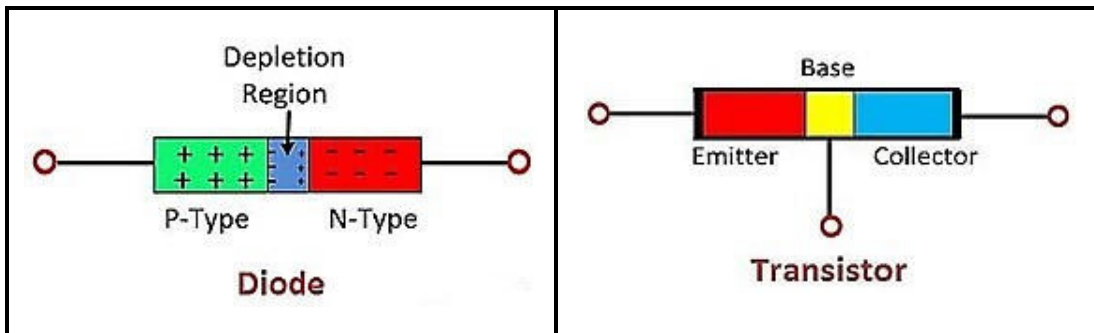 Depletion
Region
+ + + - + - - -
+ + + - + - - -
P-Type N-Type
Diode
Base
Emitter Collector
Transistor